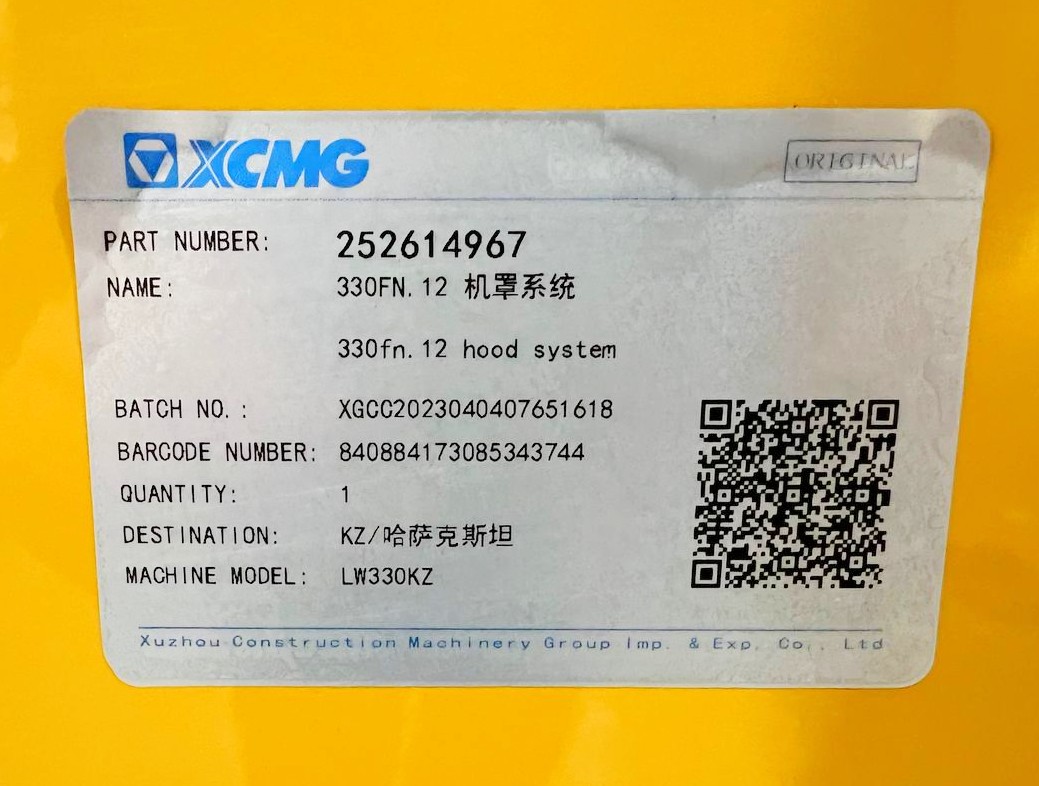 XCMG
ORIGINAL
PART NUMBER: 252614967
NAME: 330FN.12 机罩系统
330fn.12 hood system
BATCH NO.: XGCC2023040407651618
BARCODE NUMBER: 840884173085343744
QUANTITY: 1
DESTINATION: KZ/哈萨克斯坦
MACHINE MODEL: LW330KZ
Xuzhou Construction Machinery Group Imp. & Exp. Co., Ltd